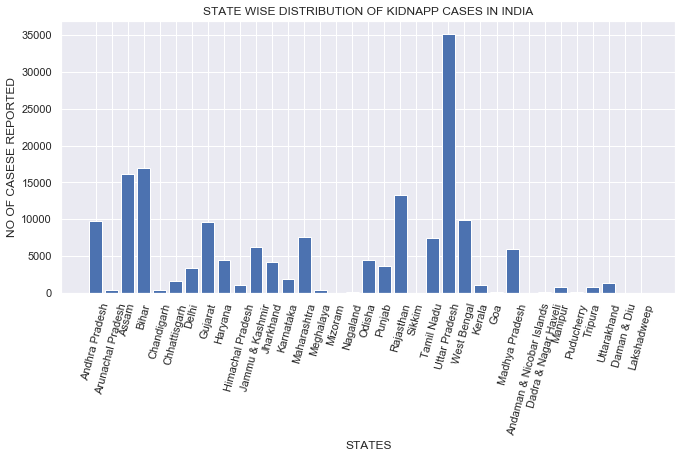 STATE WISE DISTRIBUTION OF KIDNAPP CASES IN INDIA
NO OF CASESE REPORTED
35000
30000
25000
20000
15000
10000
5000
0
Andhra Pradesh
Arunachal Pradesh
Assam
Bihar
Chandigarh
Chhattisgarh
Delhi
Gujarat
Haryana
Himachal Pradesh
Jammu & Kashmir
Jharkhand
Karnataka
Maharashtra
Meghalaya
Mizoram
Nagaland
Odisha
Punjab
Rajasthan
Sikkim
Tamil Nadu
Uttar Pradesh
West Bengal
Kerala
Goa
Madhya Pradesh
Andaman & Nicobar Islands
Dadra & Nagar Haveli
Manipur
Puducherry
Tripura
Uttarakhand
Daman & Diu
Lakshadweep
STATES